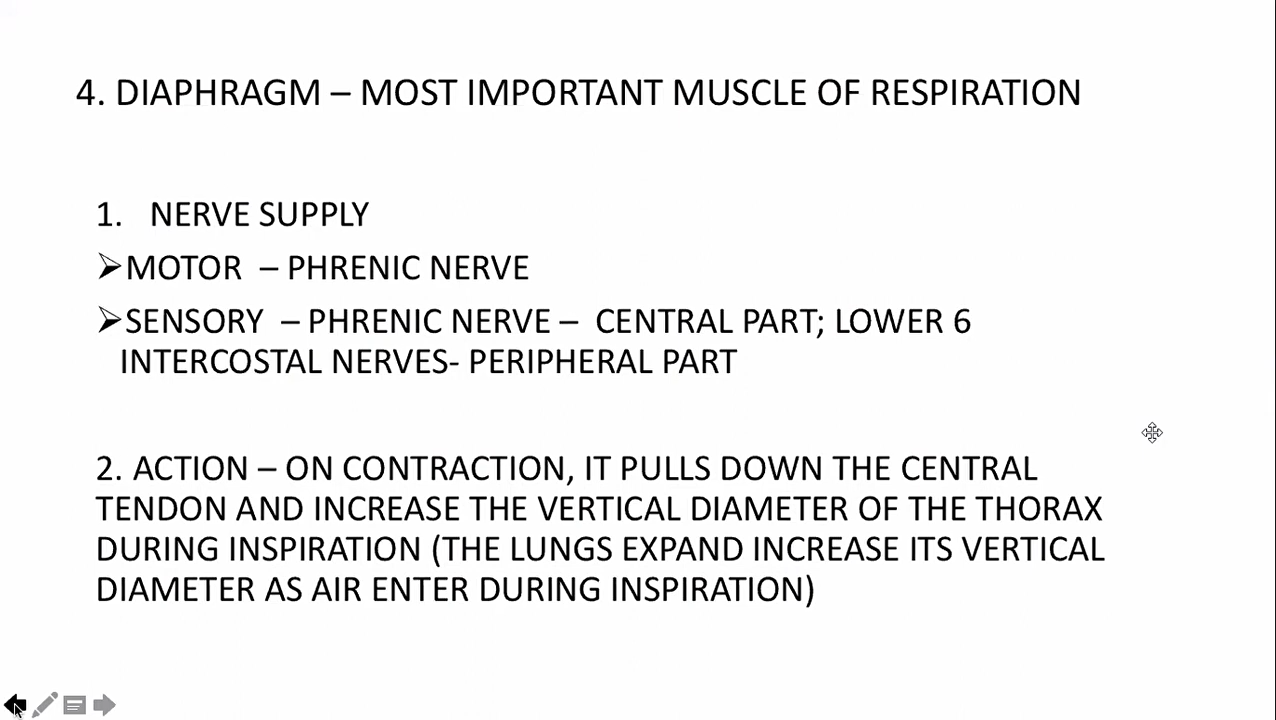 4. DIAPHRAGM – MOST IMPORTANT MUSCLE OF RESPIRATION
1. NERVE SUPPLY
➢MOTOR – PHRENIC NERVE
➢SENSORY – PHRENIC NERVE – CENTRAL PART; LOWER 6
INTERCOSTAL NERVES- PERIPHERAL PART
2. ACTION – ON CONTRACTION, IT PULLS DOWN THE CENTRAL
TENDON AND INCREASE THE VERTICAL DIAMETER OF THE THORAX
DURING INSPIRATION (THE LUNGS EXPAND INCREASE ITS VERTICAL
DIAMETER AS AIR ENTER DURING INSPIRATION)